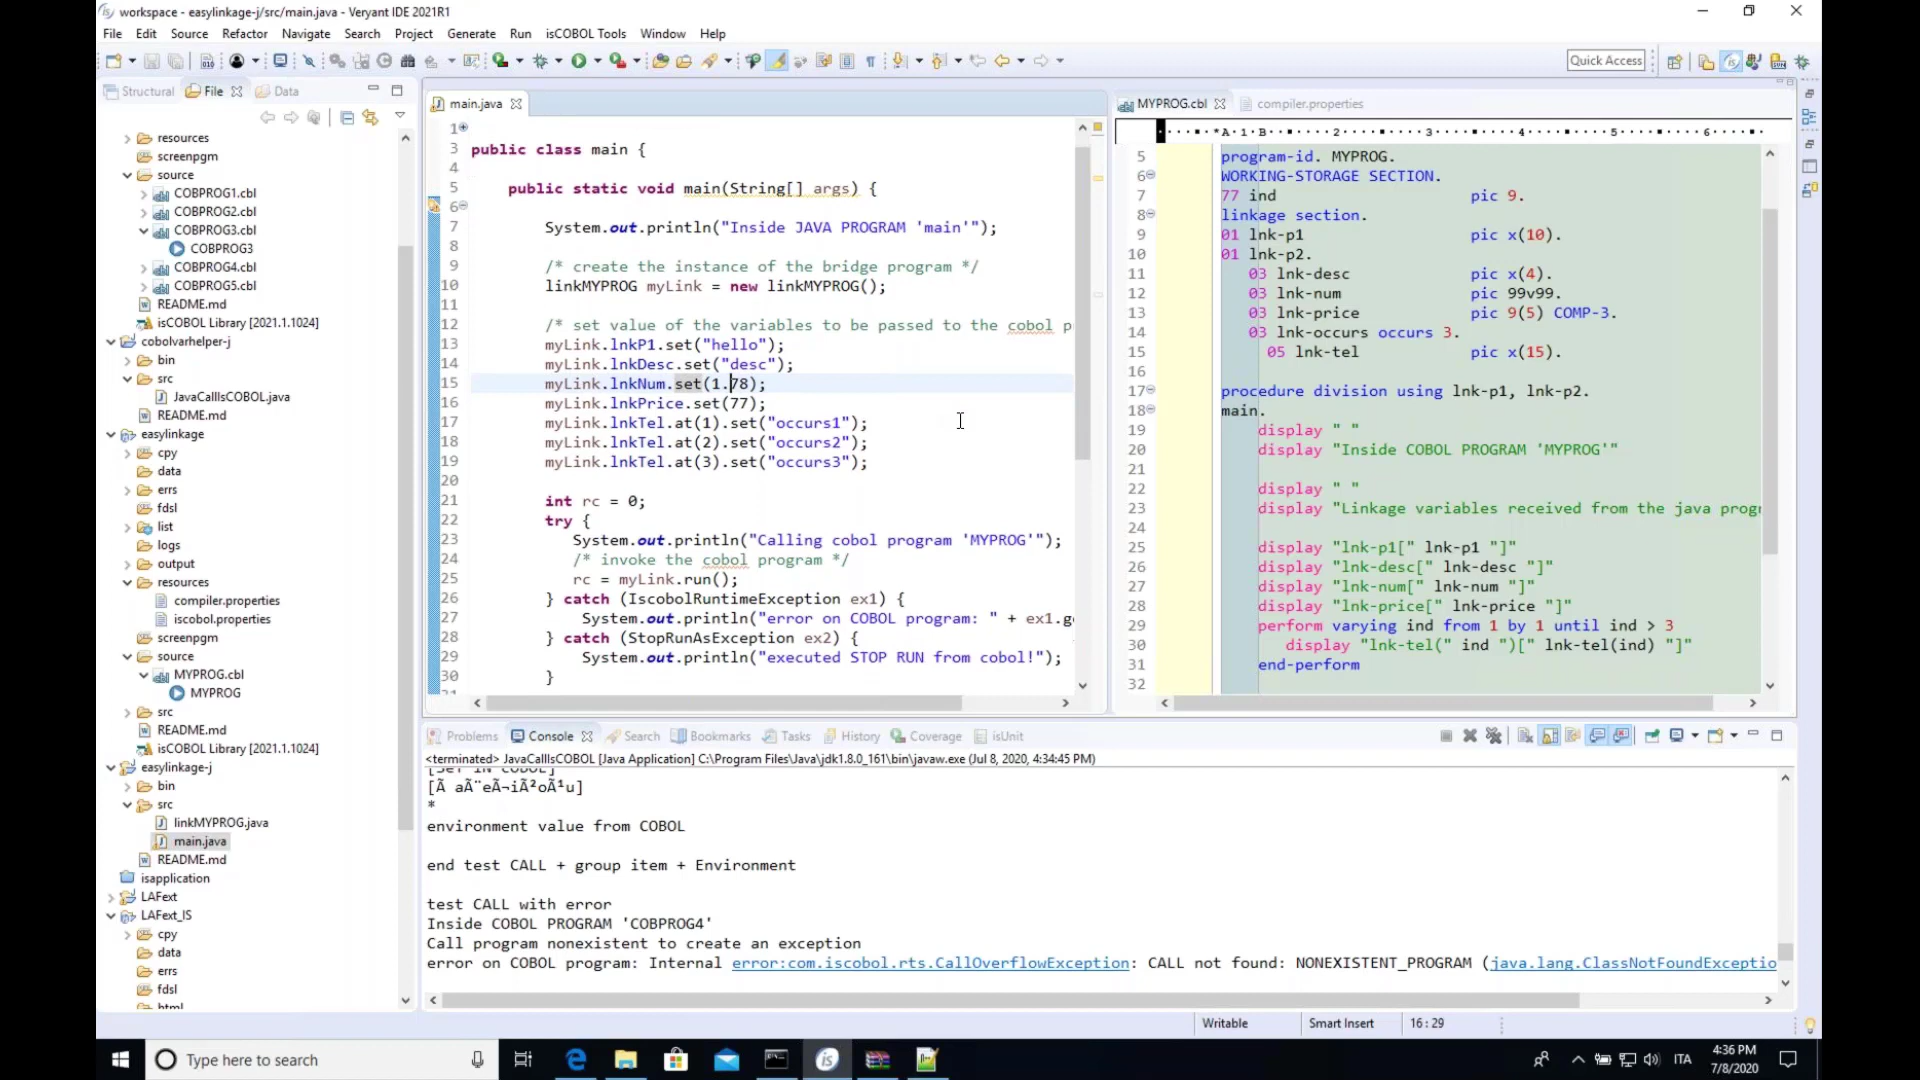 workspace - easylinkage-j/src/main.java - Veryant IDE 2021R1
File Edit Source Refactor Navigate Search Project Generate Run isCOBOL Tools Window Help
Quick Access
Structural File Data
resources
screenpgm
source
COBPROG1.cbl
COBPROG2.cbl
COBPROG3.cbl
COBPROG3
COBPROG4.cbl
COBPROG5.cbl
README.md
isCOBOL Library [2021.1.1024]
cobolvarhelper-j
bin
src
JavaCallIsCOBOL.java
README.md
easylinkage
cpy
data
errs
fdsl
list
logs
output
resources
compiler.properties
iscobol.properties
screenpgm
source
MYPROG.cbl
MYPROG
src
README.md
isCOBOL Library [2021.1.1024]
easylinkage-j
bin
src
linkMYPROG.java
main.java
README.md
isapplication
LAFext
LAFext_IS
cpy
data
errs
fdsl
html
main.java
1
3 public class main {
4
5 public static void main(String[] args) {
6
7 System.out.println("Inside JAVA PROGRAM 'main'");
8
9 /* create the instance of the bridge program */
10 linkMYPROG myLink = new linkMYPROG();
11
12 /* set value of the variables to be passed to the cobol p
13 myLink.lnkP1.set("hello");
14 myLink.lnkDesc.set("desc");
15 myLink.lnkNum.set(1.78);
16 myLink.lnkPrice.set(77);
17 myLink.lnkTel.at(1).set("occurs1");
18 myLink.lnkTel.at(2).set("occurs2");
19 myLink.lnkTel.at(3).set("occurs3");
20
21 int rc = 0;
22 try {
23 System.out.println("Calling cobol program 'MYPROG'");
24 /* invoke the cobol program */
25 rc = myLink.run();
26 } catch (IscobolRuntimeException ex1) {
27 System.out.println("error on COBOL program: " + ex1.g
28 } catch (StopRunAsException ex2) {
29 System.out.println("executed STOP RUN from cobol!");
30 }
31
MYPROG.cbl compiler.properties
*A 1 B 2 3 4 5 6
5 program-id. MYPROG.
6 WORKING-STORAGE SECTION.
7 77 ind pic 9.
8 linkage section.
9 01 lnk-p1 pic x(10).
10 01 lnk-p2.
11 03 lnk-desc pic x(4).
12 03 lnk-num pic 99v99.
13 03 lnk-price pic 9(5) COMP-3.
14 03 lnk-occurs occurs 3.
15 05 lnk-tel pic x(15).
16
17 procedure division using lnk-p1, lnk-p2.
18 main.
19 display " "
20 display "Inside COBOL PROGRAM 'MYPROG'"
21
22 display " "
23 display "Linkage variables received from the java progr
24
25 display "lnk-p1[" lnk-p1 "]"
26 display "lnk-desc[" lnk-desc "]"
27 display "lnk-num[" lnk-num "]"
28 display "lnk-price[" lnk-price "]"
29 perform varying ind from 1 by 1 until ind > 3
30 display "lnk-tel(" ind ")[" lnk-tel(ind) "]"
31 end-perform
32
Problems Console Search Bookmarks Tasks History Coverage isUnit
<terminated> JavaCallIsCOBOL [Java Application] C:\Program Files\Java\jdk1.8.0_161\bin\javaw.exe (Jul 8, 2020, 4:34:45 PM)
[Set IN COBOL]
[Ã aÃ¨eÃ¬iÃ²oÃ¹u]
*
environment value from COBOL
end test CALL + group item + Environment
test CALL with error
Inside COBOL PROGRAM 'COBPROG4'
Call program nonexistent to create an exception
error on COBOL program: Internal error:com.iscobol.rts.CallOverflowException: CALL not found: NONEXISTENT_PROGRAM (java.lang.ClassNotFoundExceptio
Writable Smart Insert 16 : 29
Type here to search
ITA
4:36 PM
7/8/2020